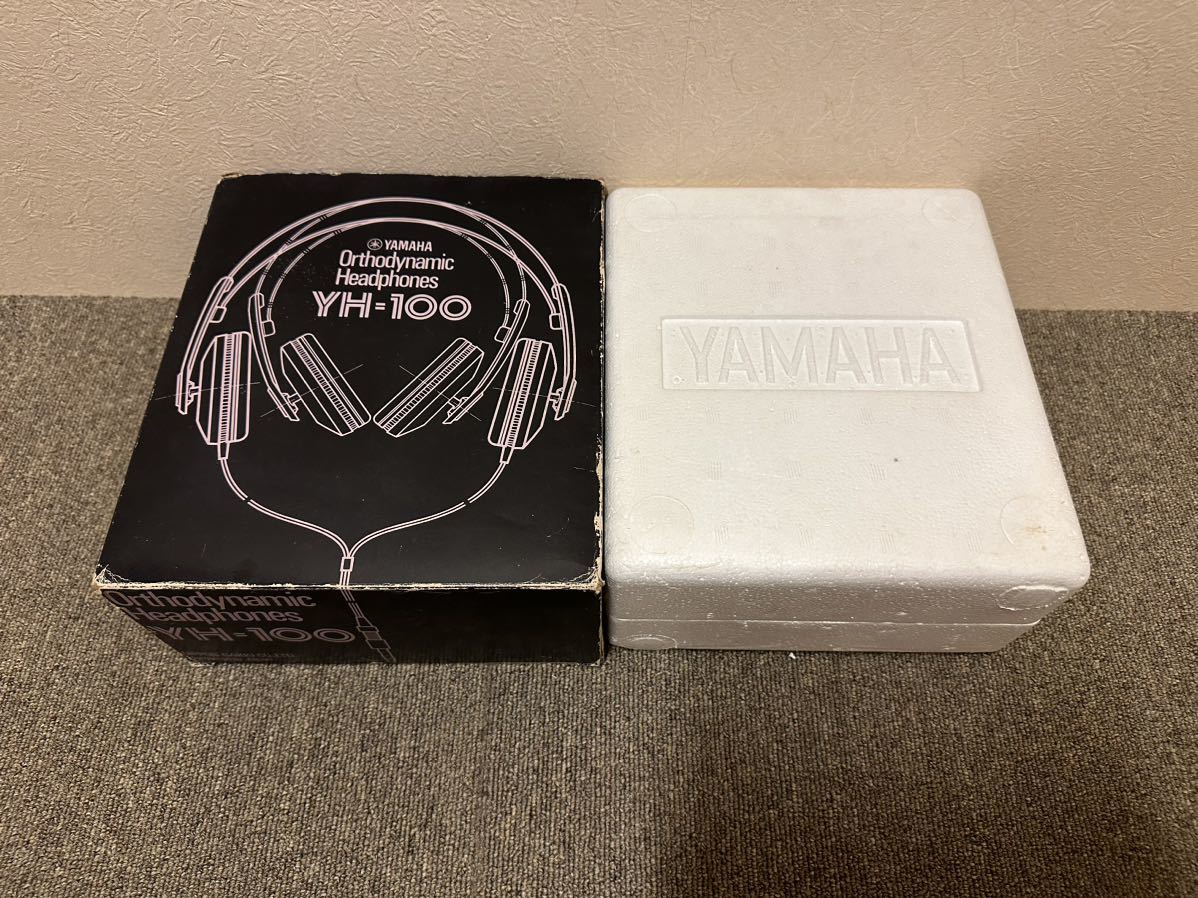 YAMAHA
Orthodynamic
Headphones
YH-100
Orthodynamic
Headphones
YH-100
YAMAHA